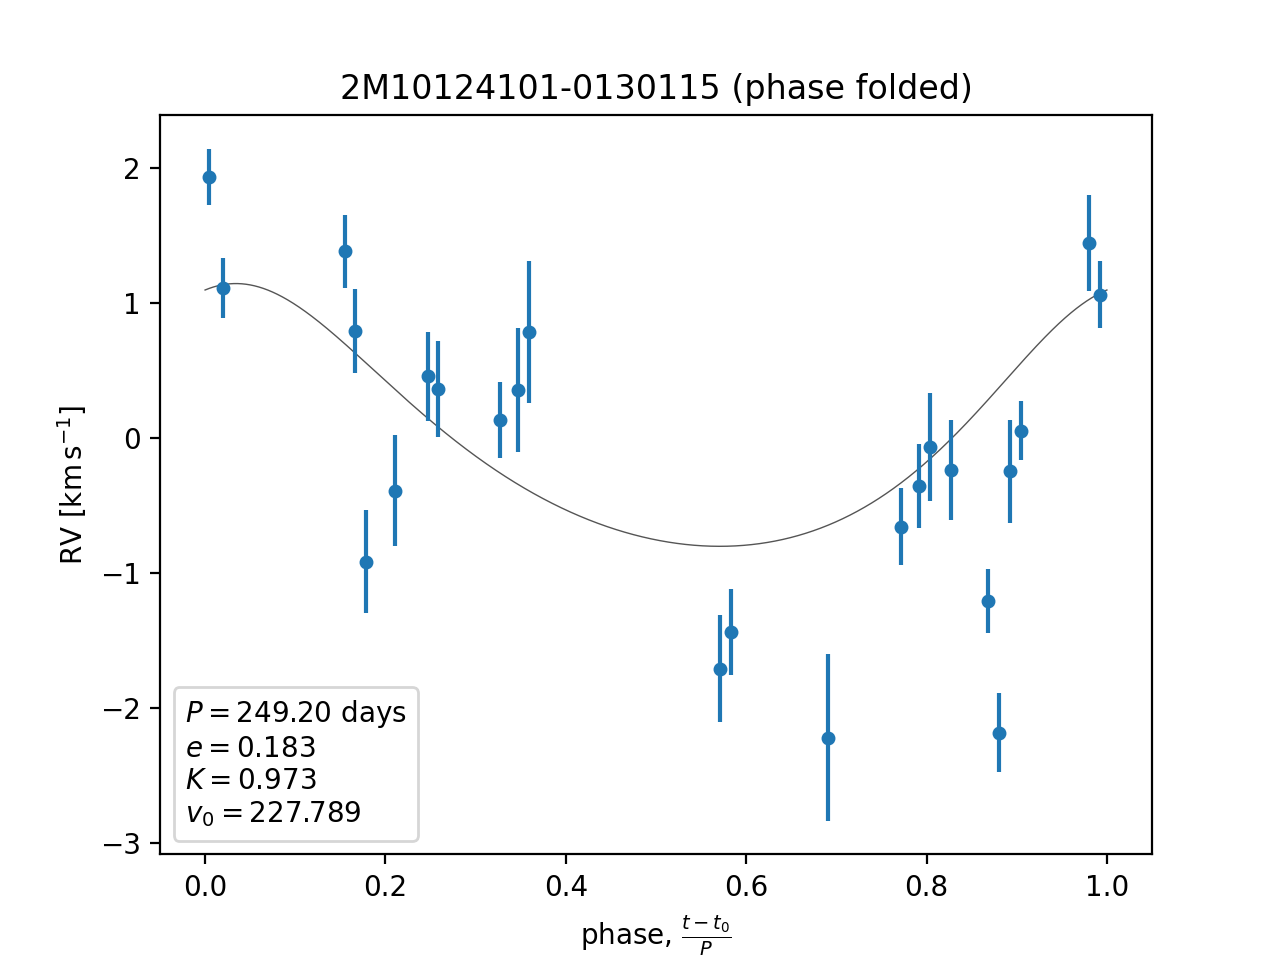 2M10124101-0130115 (phase folded)
2
1
0
−1
−2
−3
RV [km s⁻¹]
P = 249.20 days
e = 0.183
K = 0.973
v₀ = 227.789
0.0 0.2 0.4 0.6 0.8 1.0
phase, (t − t₀)/P